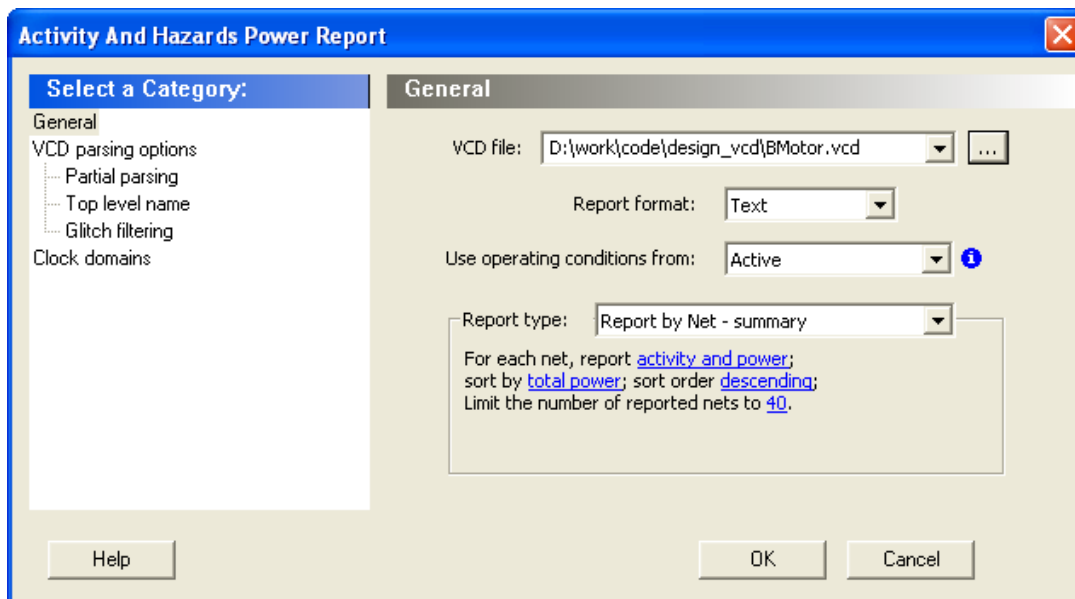 Activity And Hazards Power Report
Select a Category:
General
VCD parsing options
Partial parsing
Top level name
Glitch filtering
Clock domains
General
VCD file: D:\work\code\design_vcd\BMotor.vcd ...
Report format: Text
Use operating conditions from: Active
Report type: Report by Net - summary
For each net, report activity and power;
sort by total power; sort order descending;
Limit the number of reported nets to 40.
Help OK Cancel